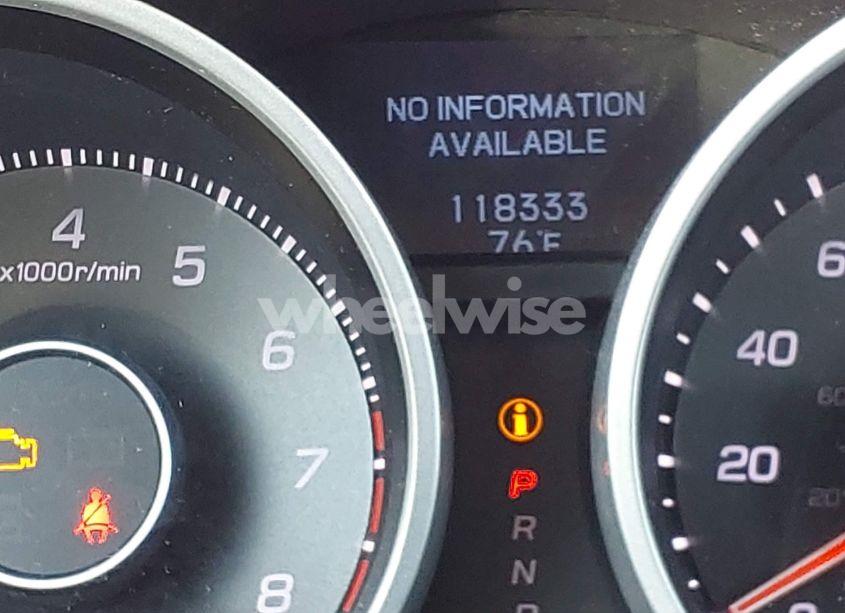 NO INFORMATION
AVAILABLE
118333
76°F
4
5
x1000r/min
6
7
8
40
20
P
R
N
wheelwise